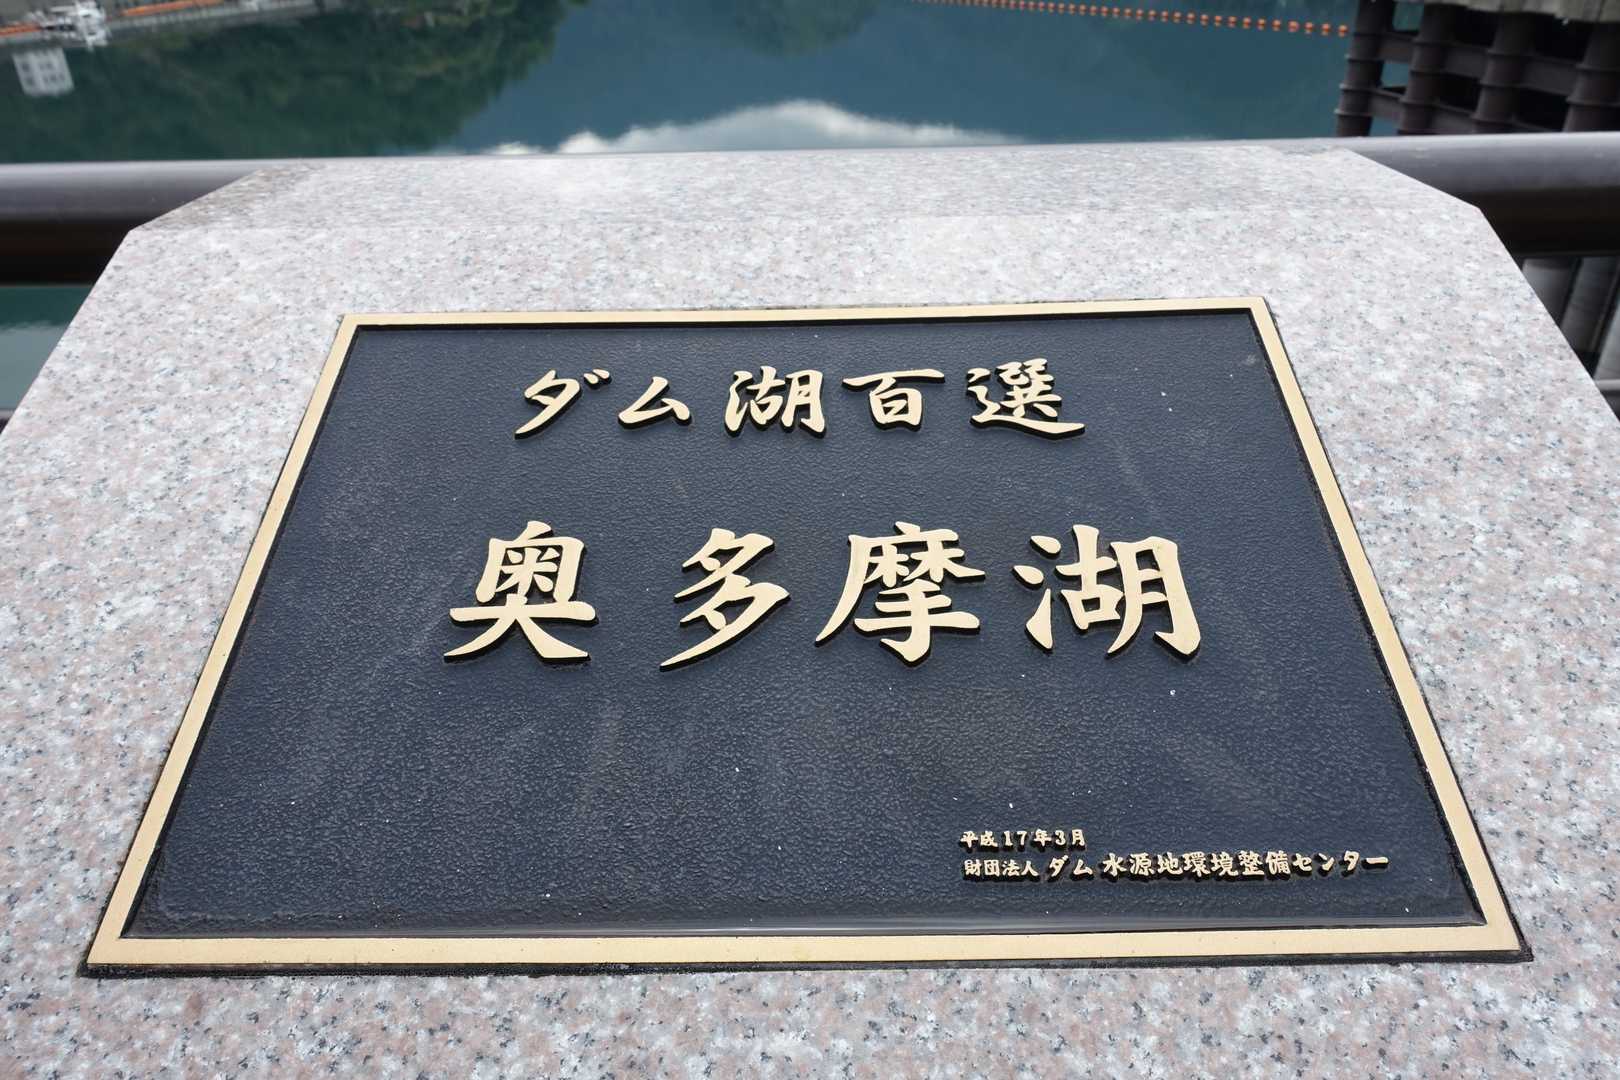 ダム湖百選
奥多摩湖
平成17年3月
財団法人 ダム水源地環境整備センター